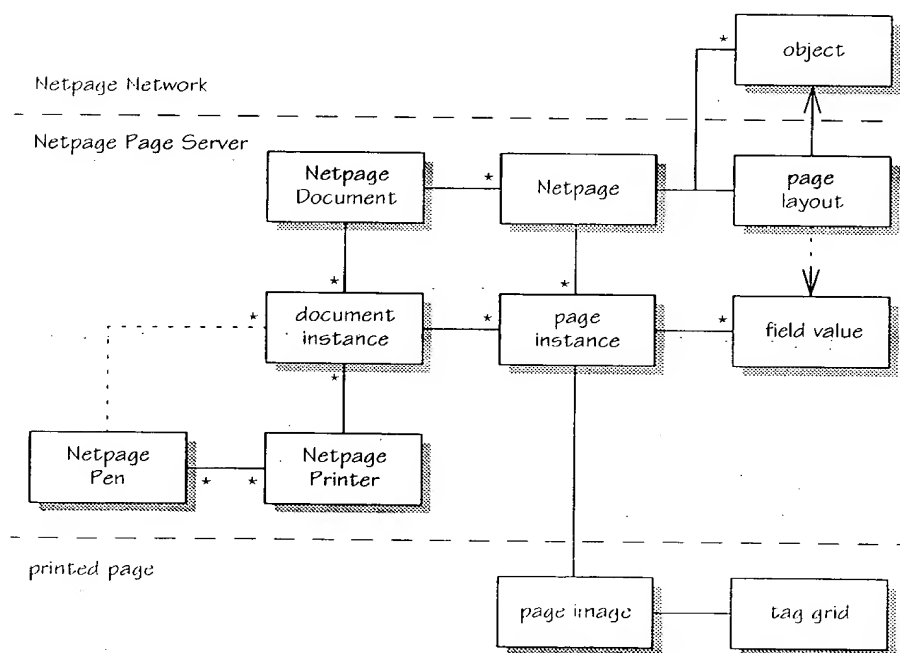 object
*
Netpage Network
Netpage Page Server
Netpage
Document
*
Netpage
page
layout
*
*
*
document
instance
*
page
instance
*
field value
*
Netpage
Pen
*
*
Netpage
Printer
printed page
page image
tag grid